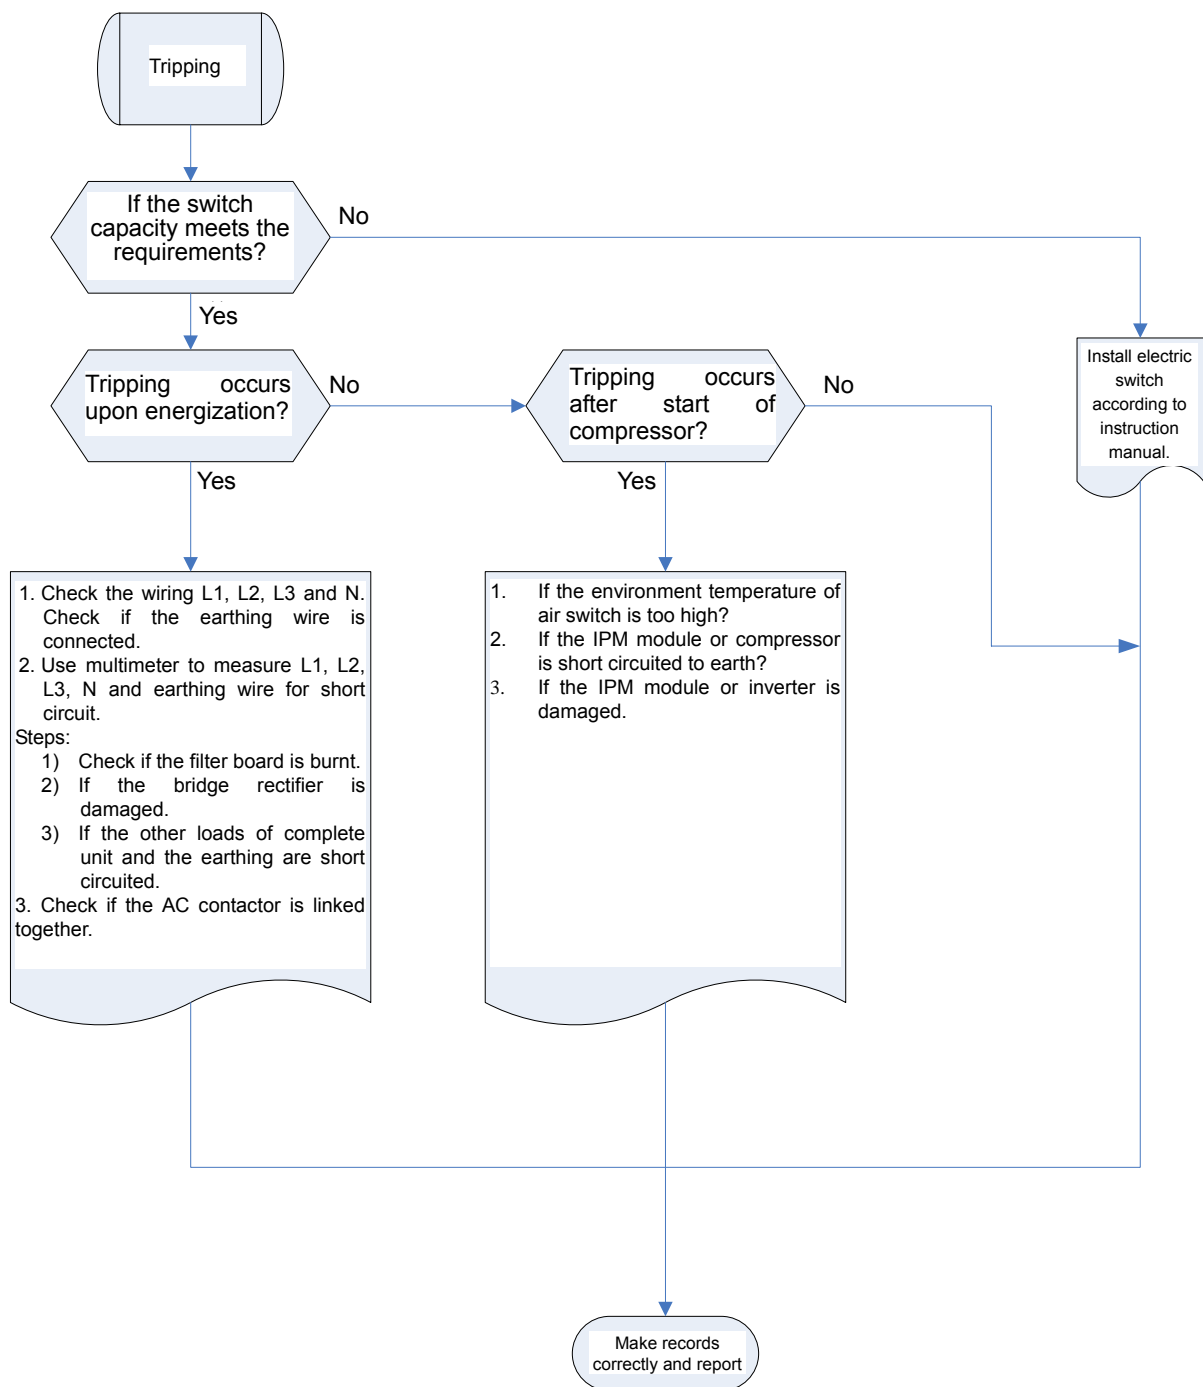 Tripping
If the switch
capacity meets the
requirements?
No
Yes
Tripping occurs
upon energization?
No
Tripping occurs
after start of
compressor?
No
Install electric
switch
according to
instruction
manual.
Yes
Yes
1. Check the wiring L1, L2, L3 and N.
Check if the earthing wire is
connected.
2. Use multimeter to measure L1, L2,
L3, N and earthing wire for short
circuit.
Steps:
1) Check if the filter board is burnt.
2) If the bridge rectifier is
damaged.
3) If the other loads of complete
unit and the earthing are short
circuited.
3. Check if the AC contactor is linked
together.
1. If the environment temperature of
air switch is too high?
2. If the IPM module or compressor
is short circuited to earth?
3. If the IPM module or inverter is
damaged.
Make records
correctly and report